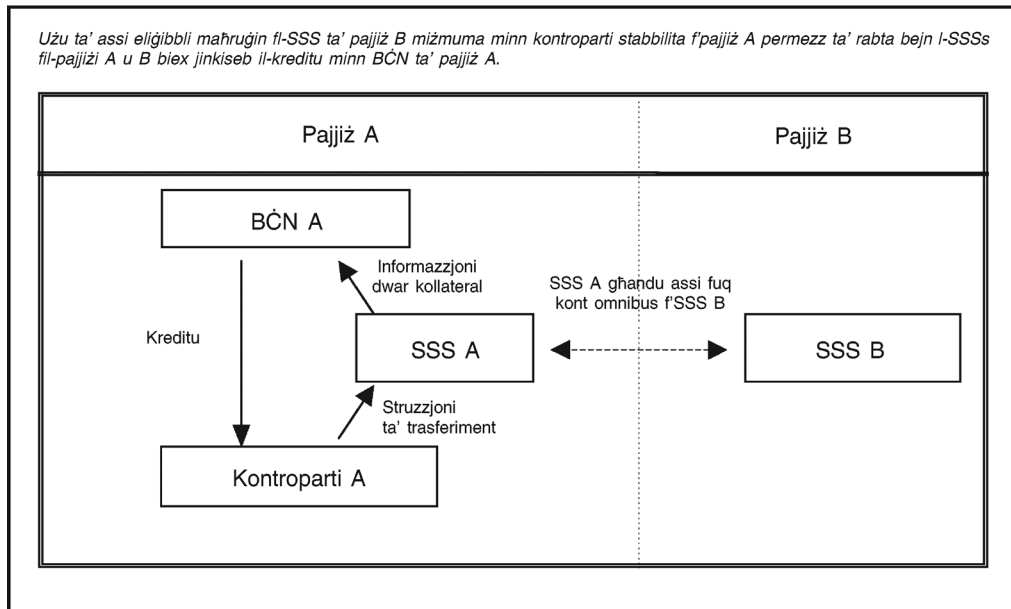 Użu ta' assi eliġibbli maħruġin fl-SSS ta' pajjiż B miżmuma minn kontroparti stabbilita f'pajjiż A permezz ta' rabta bejn l-SSSs
fil-pajjiżi A u B biex jinkiseb il-kreditu minn BĊN ta' pajjiż A.
Pajjiż A
Pajjiż B
BĊN A
Informazzjoni
dwar kollateral
SSS A għandu assi fuq
kont omnibus f'SSS B
Kreditu
SSS A
SSS B
Struzzjoni
ta' trasferiment
Kontroparti A